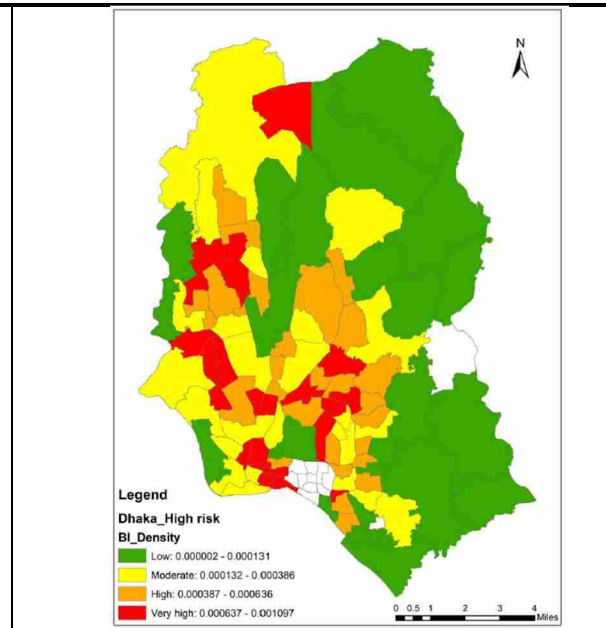 N
Legend
Dhaka_High risk
BI_Density
Low: 0.000002 - 0.000131
Moderate: 0.000132 - 0.000386
High: 0.000387 - 0.000636
Very high: 0.000637 - 0.001097
0 0.5 1 2 3 4
Miles